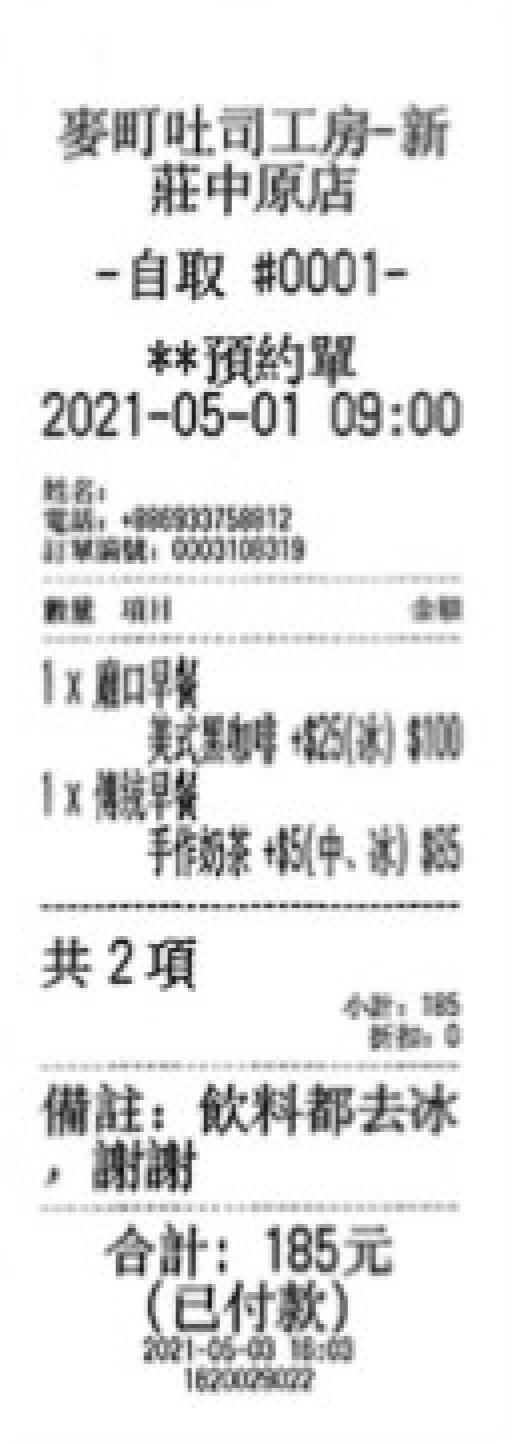 麥町吐司工房-新
莊中原店
-自取 #0001-
**預約單
2021-05-01 09:00
姓名:
電話: +886933758812
訂單編號: 0003108319
數量 項目 金額
1 x 廟口早餐
美式黑咖啡 +$25(冰) $100
1 x 傳統早餐
手作奶茶 +$5(中、冰) $85
共 2 項
小計: 185
折扣: 0
備註: 飲料都去冰
, 謝謝
合計: 185元
(已付款)
2021-05-03 16:03
1620029022